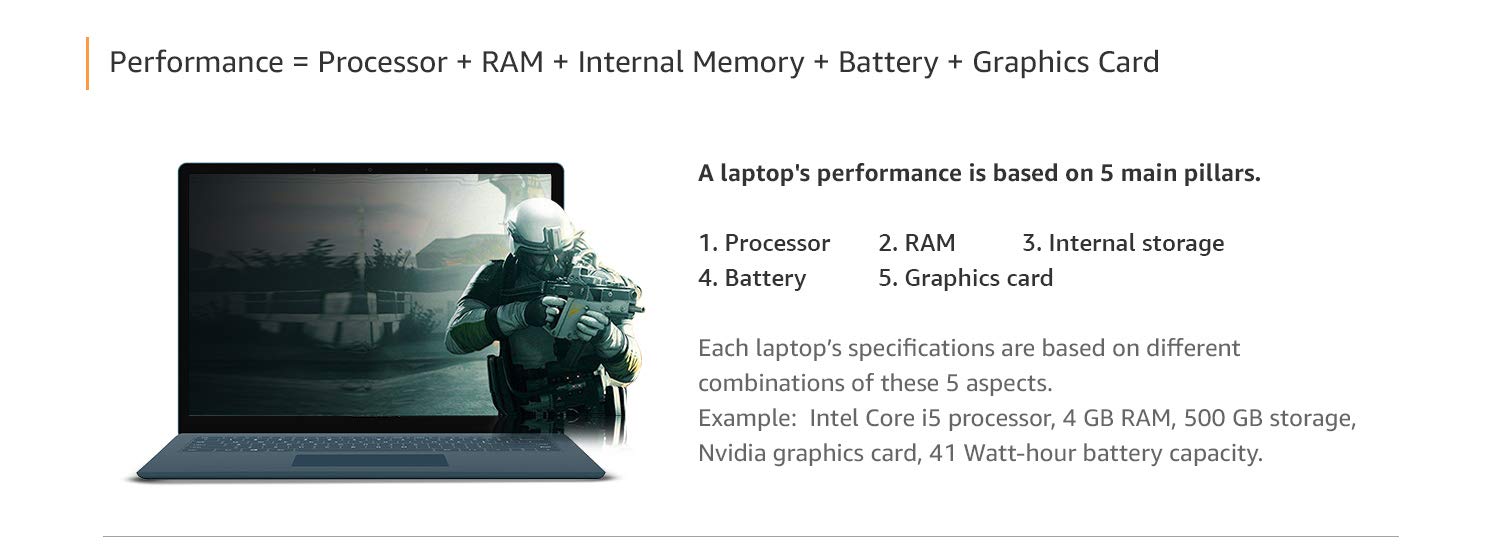 Performance = Processor + RAM + Internal Memory + Battery + Graphics Card
A laptop's performance is based on 5 main pillars.
1. Processor 2. RAM 3. Internal storage
4. Battery 5. Graphics card
Each laptop’s specifications are based on different
combinations of these 5 aspects.
Example: Intel Core i5 processor, 4 GB RAM, 500 GB storage,
Nvidia graphics card, 41 Watt-hour battery capacity.